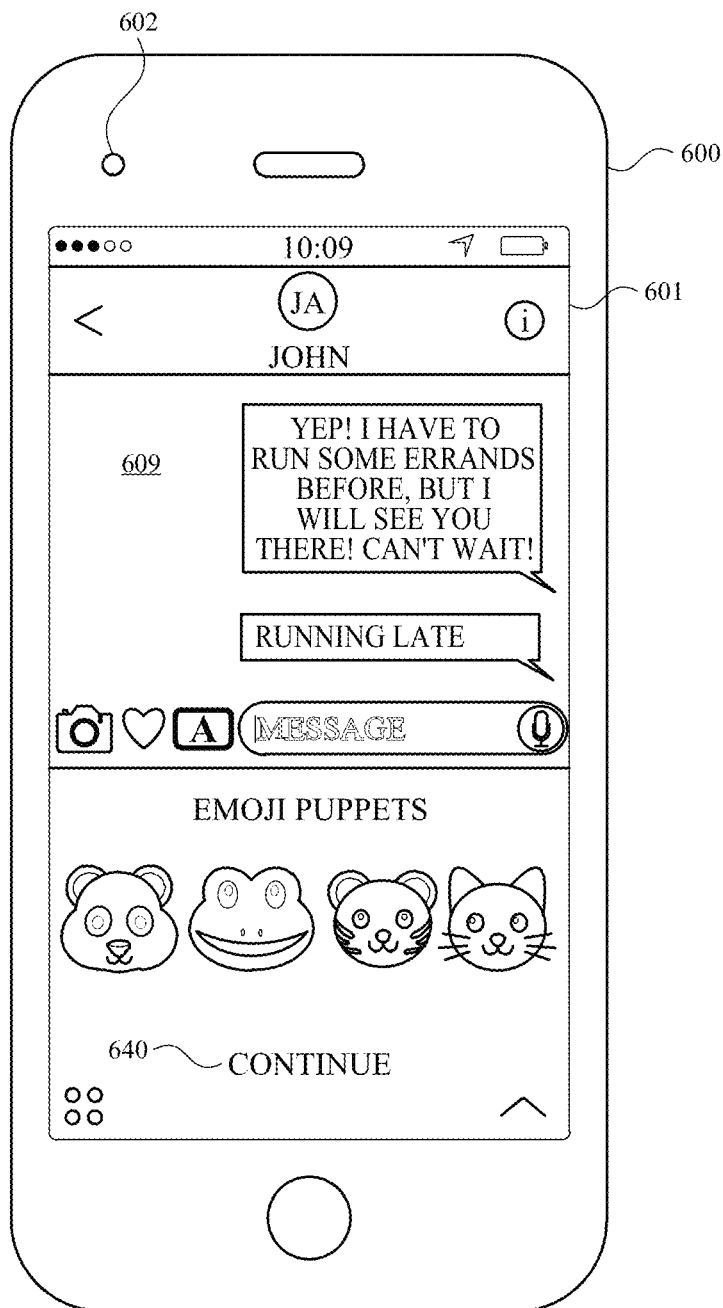 602
600
10:09
601
JA
i
JOHN
609
YEP! I HAVE TO
RUN SOME ERRANDS
BEFORE, BUT I
WILL SEE YOU
THERE! CAN'T WAIT!
RUNNING LATE
A
MESSAGE
EMOJI PUPPETS
640
CONTINUE